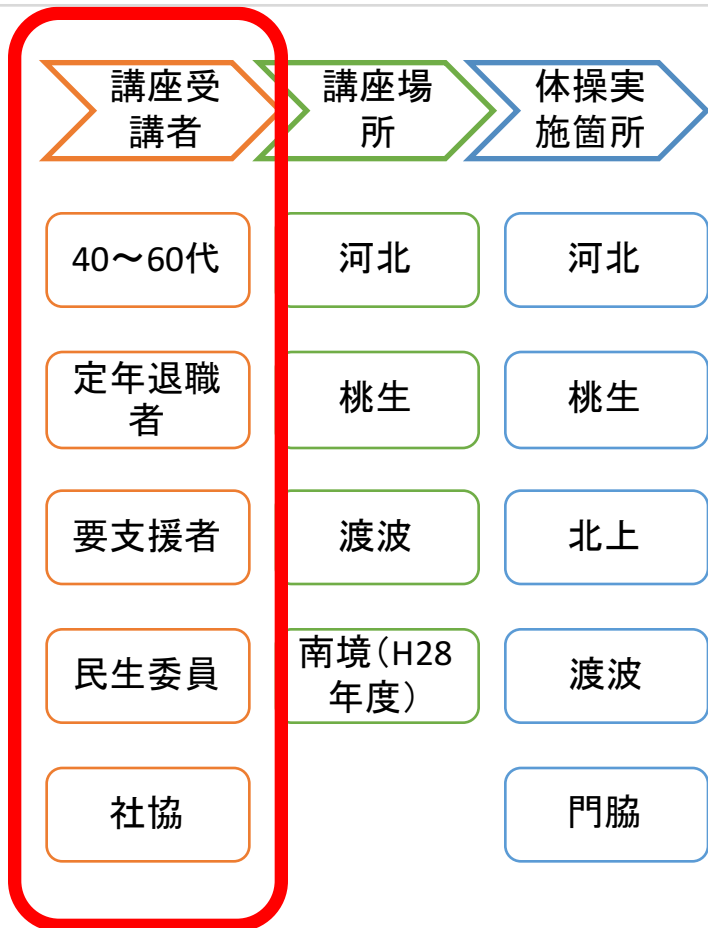 講座受
講者
講座場
所
体操実
施箇所
40～60代
定年退職
者
要支援者
民生委員
社協
河北
桃生
渡波
南境(H28
年度)
河北
桃生
北上
渡波
門脇